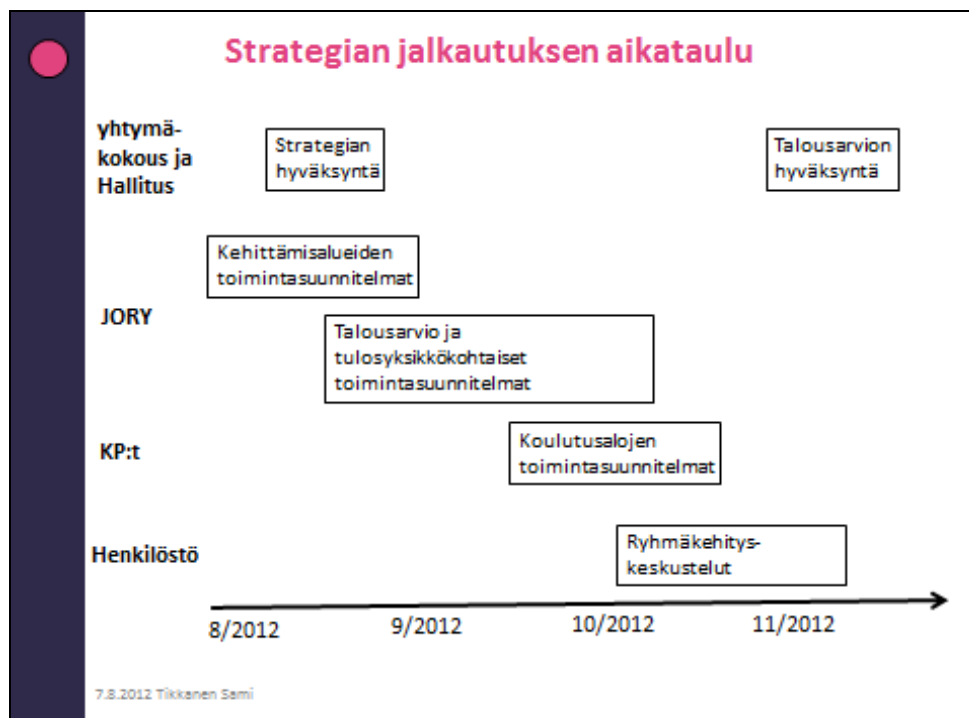 Strategian jalkautuksen aikataulu
yhtymä-
kokous ja
Hallitus
Strategian
hyväksyntä
Talousarvion
hyväksyntä
Kehittämisalueiden
toimintasuunnitelmat
JORY
Talousarvio ja
tulosyksikkökohtaiset
toimintasuunnitelmat
KP:t
Koulutusalojen
toimintasuunnitelmat
Henkilöstö
Ryhmäkehitys-
keskustelut
8/2012
9/2012
10/2012
11/2012
7.8.2012 Tikkanen Sami